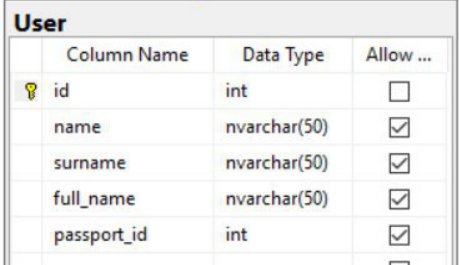 User
Column Name Data Type Allow ...
id int
name nvarchar(50)
surname nvarchar(50)
full_name nvarchar(50)
passport_id int